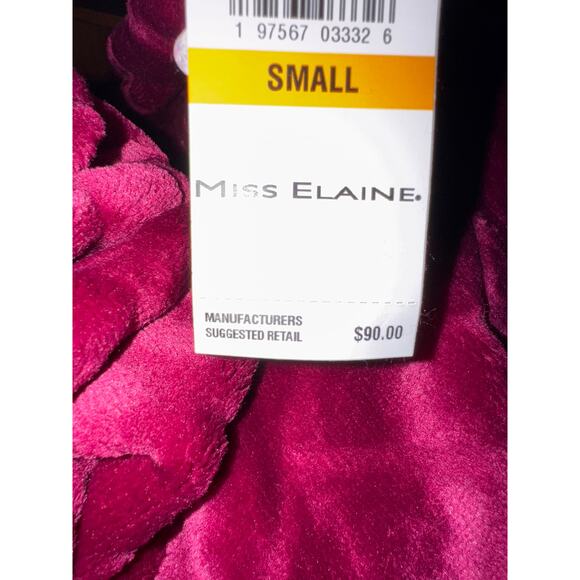 1 97567 03332 6
SMALL
MISS ELAINE®
MANUFACTURERS
SUGGESTED RETAIL $90.00